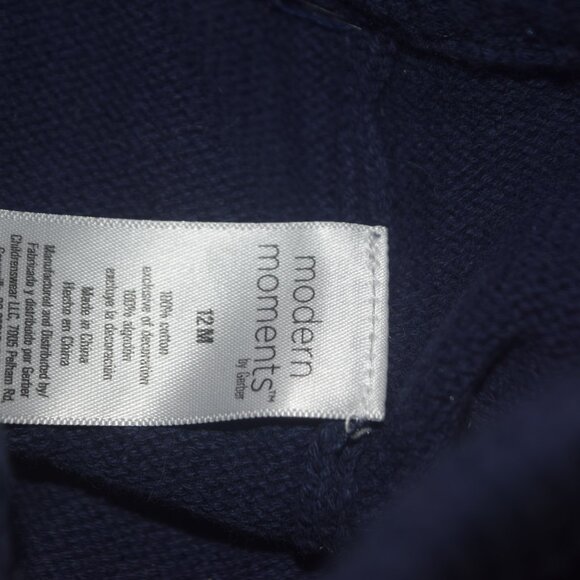 modern
moments™
by Gerber
12 M
100% cotton
exclusive of decoration
100% algodón
excluye la decoración
Made in China
Hecho en China
Manufactured and Distributed by/
Fabricado y distribuido por Gerber
Childrenswear LLC, 7005 Pelham Rd.